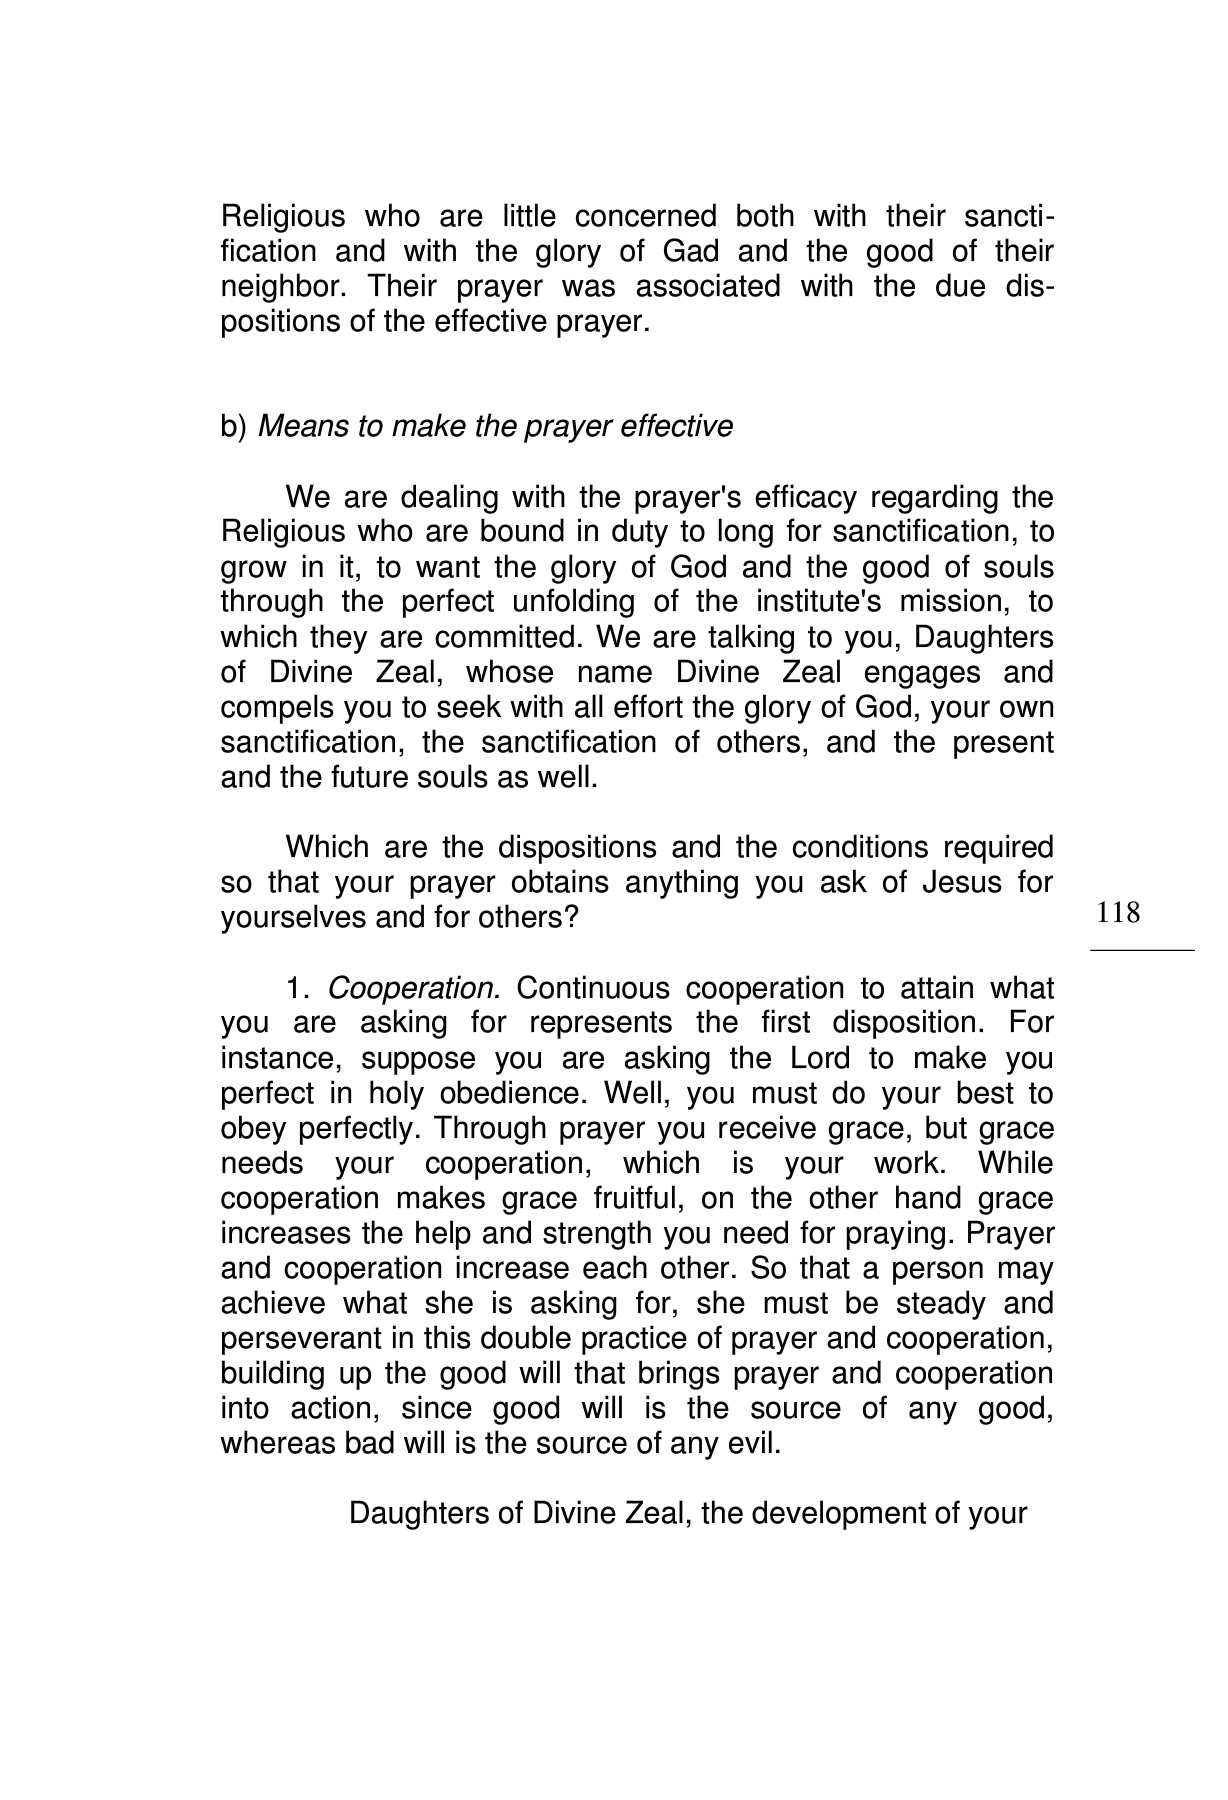 Religious who are little concerned both with their sancti-
fication and with the glory of Gad and the good of their
neighbor. Their prayer was associated with the due dis-
positions of the effective prayer.
b) Means to make the prayer effective
We are dealing with the prayer's efficacy regarding the
Religious who are bound in duty to long for sanctification, to
grow in it, to want the glory of God and the good of souls
through the perfect unfolding of the institute's mission, to
which they are committed. We are talking to you, Daughters
of Divine Zeal, whose name Divine Zeal engages and
compels you to seek with all effort the glory of God, your own
sanctification, the sanctification of others, and the present
and the future souls as well.
Which are the dispositions and the conditions required
so that your prayer obtains anything you ask of Jesus for
yourselves and for others?
118
1. Cooperation. Continuous cooperation to attain what
you are asking for represents the first disposition. For
instance, suppose you are asking the Lord to make you
perfect in holy obedience. Well, you must do your best to
obey perfectly. Through prayer you receive grace, but grace
needs your cooperation, which is your work. While
cooperation makes grace fruitful, on the other hand grace
increases the help and strength you need for praying. Prayer
and cooperation increase each other. So that a person may
achieve what she is asking for, she must be steady and
perseverant in this double practice of prayer and cooperation,
building up the good will that brings prayer and cooperation
into action, since good will is the source of any good,
whereas bad will is the source of any evil.
Daughters of Divine Zeal, the development of your